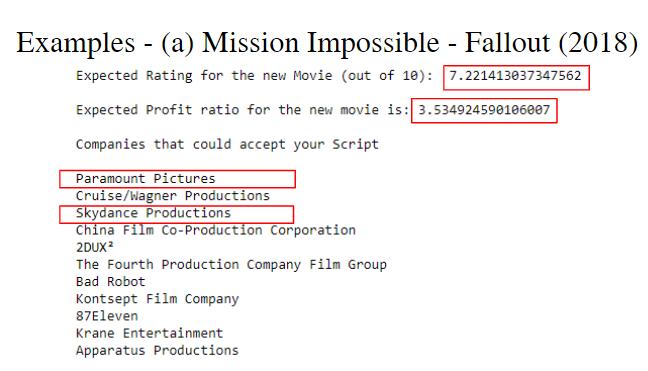 Examples - (a) Mission Impossible - Fallout (2018)
Expected Rating for the new Movie (out of 10): 7.221413037347562
Expected Profit ratio for the new movie is: 3.534924590106007
Companies that could accept your Script
Paramount Pictures
Cruise/Wagner Productions
Skydance Productions
China Film Co-Production Corporation
2DUX²
The Fourth Production Company Film Group
Bad Robot
Kontsept Film Company
87Eleven
Krane Entertainment
Apparatus Productions